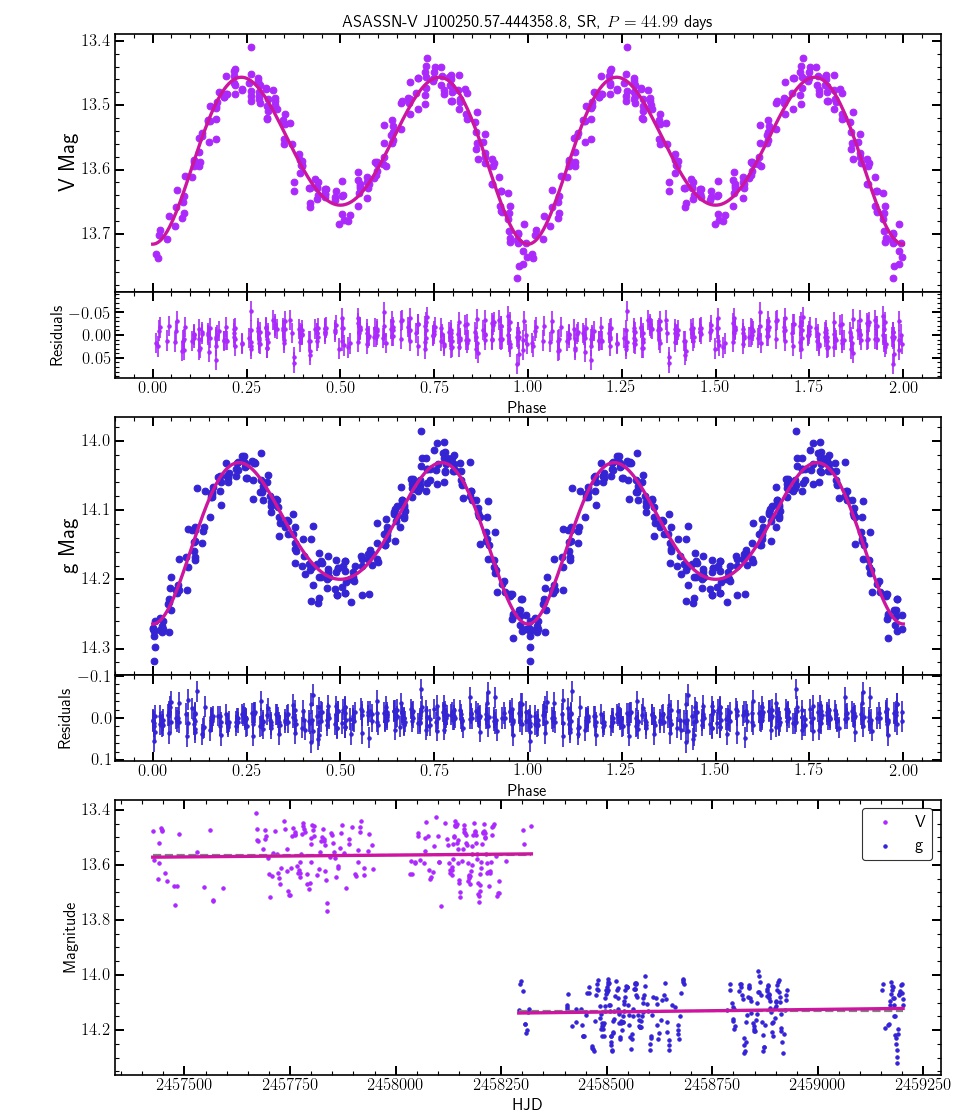 ASASSN-V J100250.57-444358.8, SR, P = 44.99 days
13.4
13.5
13.6
13.7
V Mag
−0.05
0.00
0.05
Residuals
0.00 0.25 0.50 0.75 1.00 1.25 1.50 1.75 2.00
Phase
14.0
14.1
14.2
14.3
g Mag
−0.1
0.0
0.1
Residuals
0.00 0.25 0.50 0.75 1.00 1.25 1.50 1.75 2.00
Phase
13.4
13.6
13.8
14.0
14.2
Magnitude
V
g
2457500 2457750 2458000 2458250 2458500 2458750 2459000 2459250
HJD